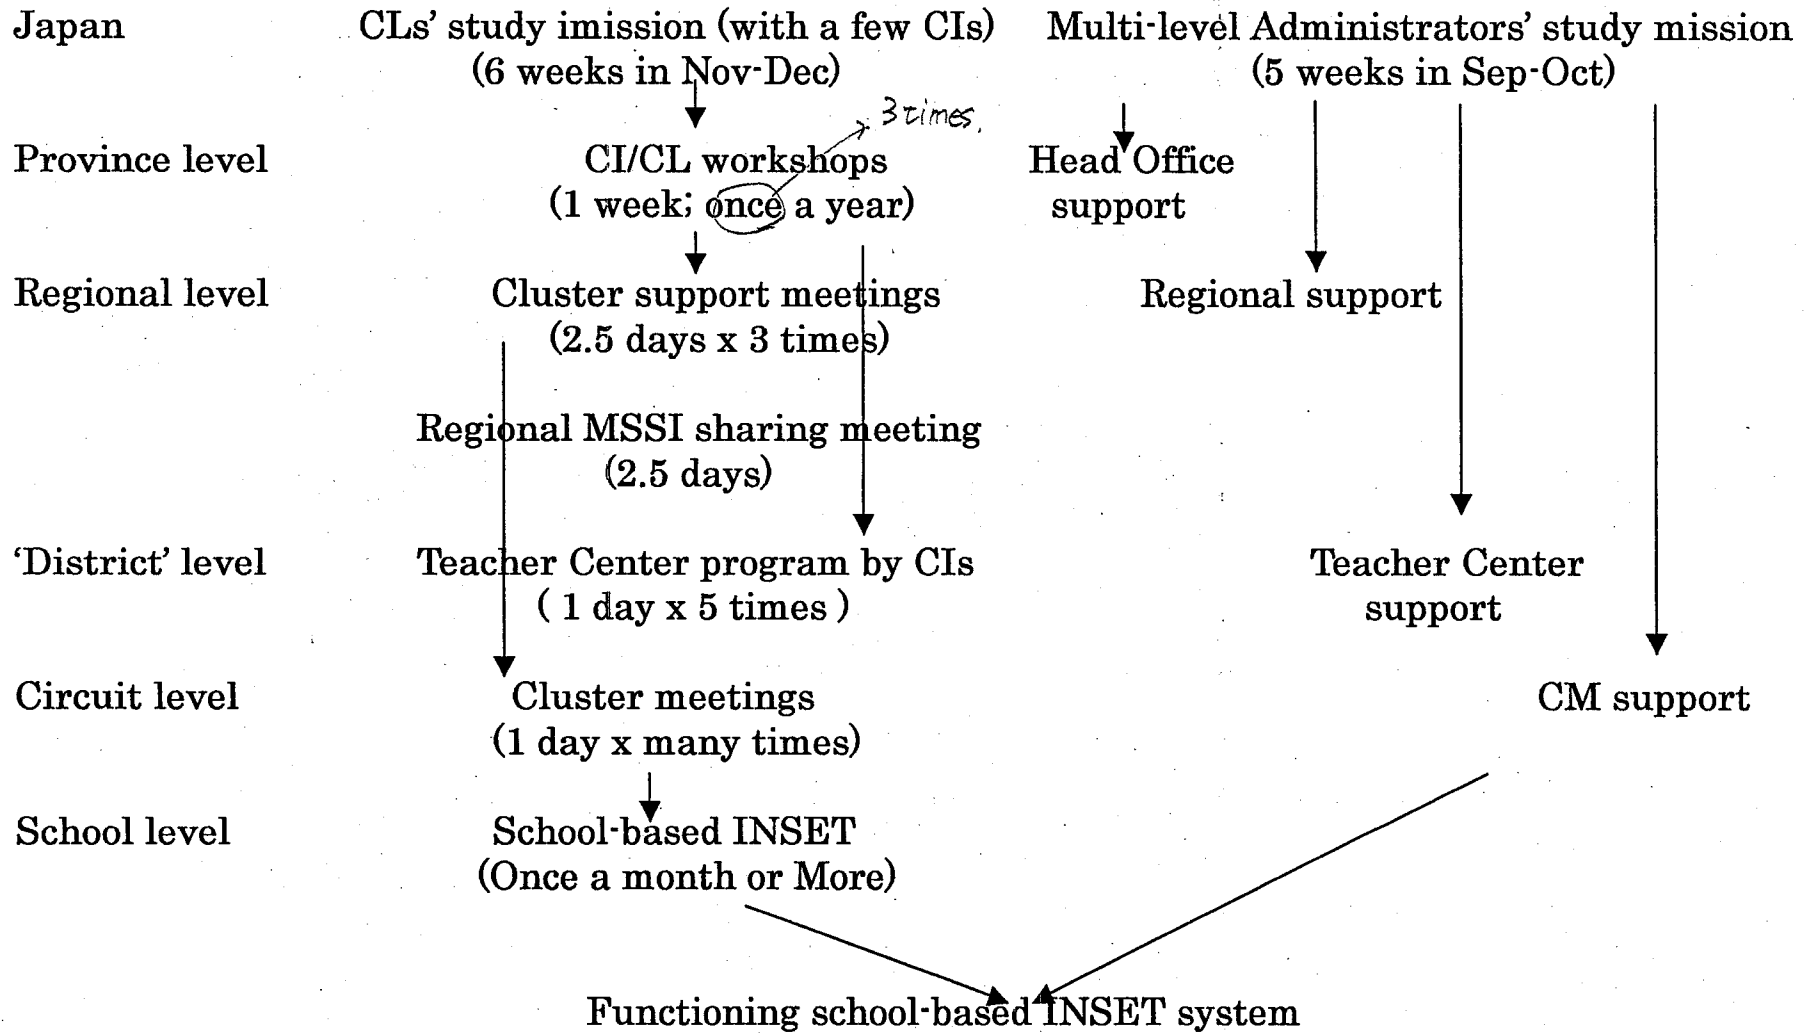 Japan
CLs' study imission (with a few CIs)
(6 weeks in Nov-Dec)
Multi-level Administrators' study mission
(5 weeks in Sep-Oct)
3 times.
Province level
CI/CL workshops
(1 week; once a year)
Head Office
support
Regional level
Cluster support meetings
(2.5 days x 3 times)
Regional support
Regional MSSI sharing meeting
(2.5 days)
'District' level
Teacher Center program by CIs
( 1 day x 5 times )
Teacher Center
support
Circuit level
Cluster meetings
(1 day x many times)
CM support
School level
School-based INSET
(Once a month or More)
Functioning school-based INSET system